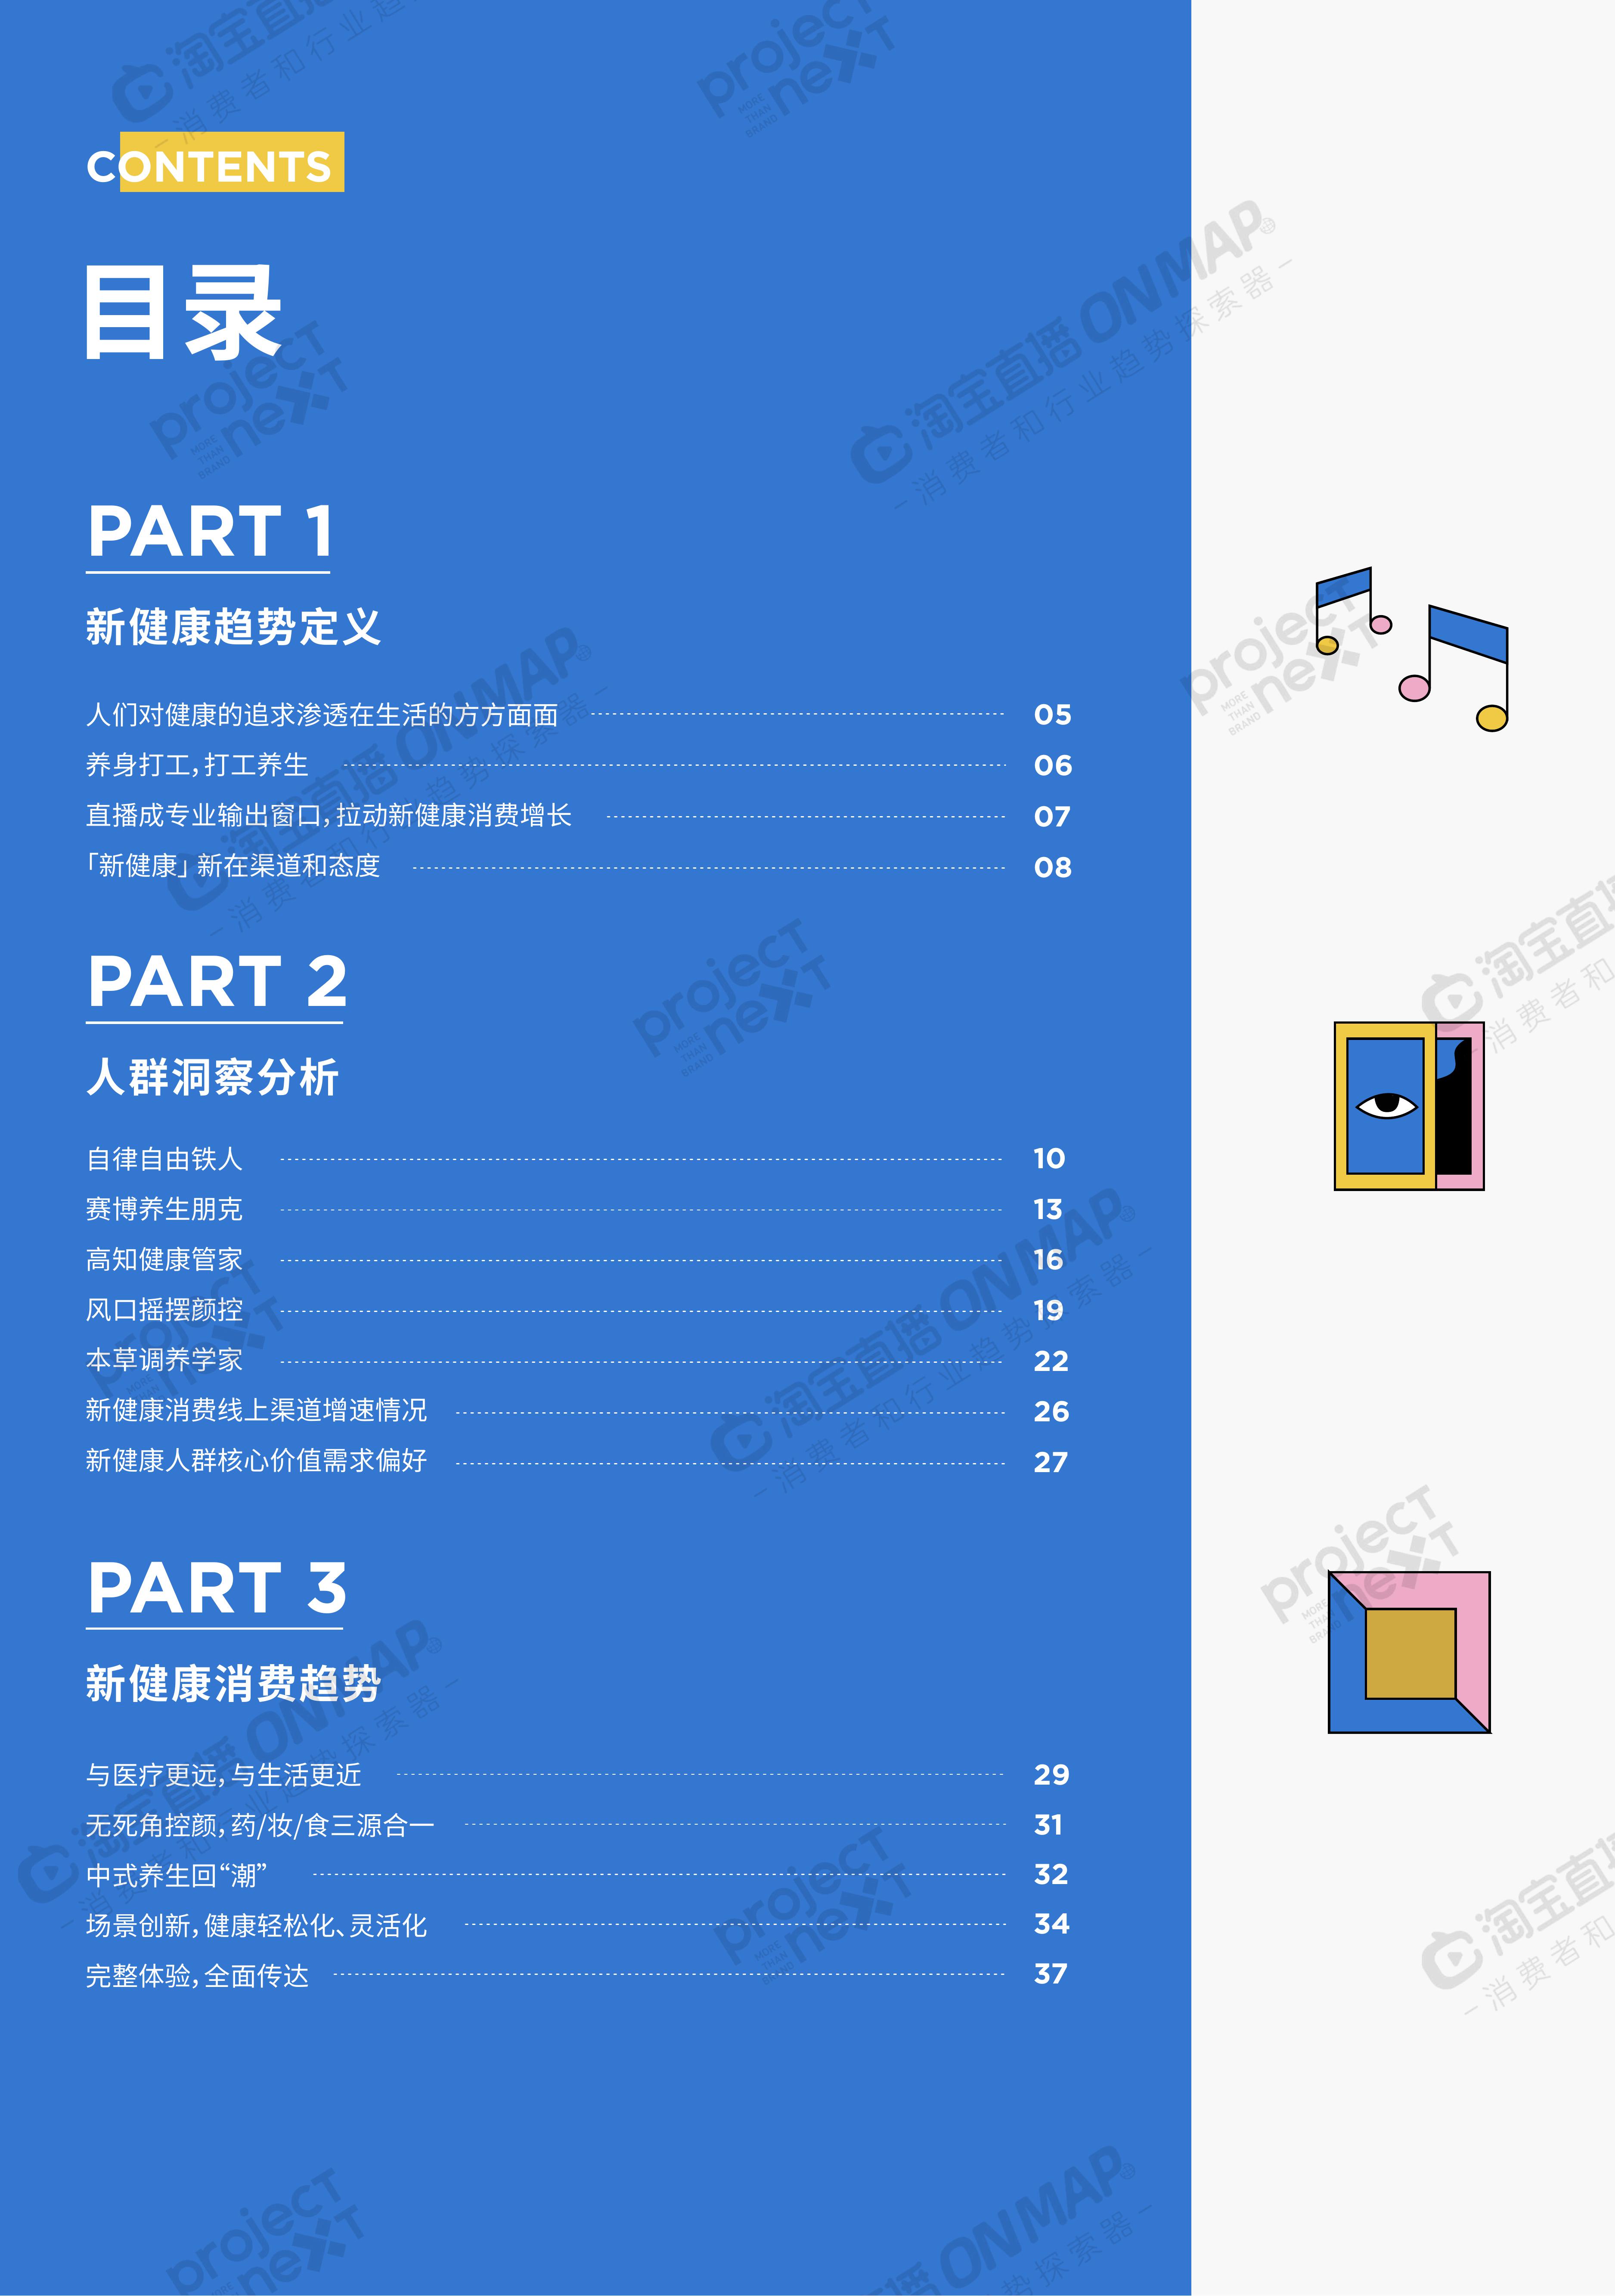 CONTENTS
目录
PART 1
新健康趋势定义
人们对健康的追求渗透在生活的方方面面 05
养身打工，打工养生 06
直播成专业输出窗口，拉动新健康消费增长 07
「新健康」新在渠道和态度 08
PART 2
人群洞察分析
自律自由铁人 10
赛博养生朋克 13
高知健康管家 16
风口摇摆颜控 19
本草调养学家 22
新健康消费线上渠道增速情况 26
新健康人群核心价值需求偏好 27
PART 3
新健康消费趋势
与医疗更远，与生活更近 29
无死角控颜，药/妆/食三源合一 31
中式养生回“潮” 32
场景创新，健康轻松化、灵活化 34
完整体验，全面传达 37
淘宝直播 ONMAP
－消费者和行业趋势探索器－
project
neXT
MORE
THAN
BRAND